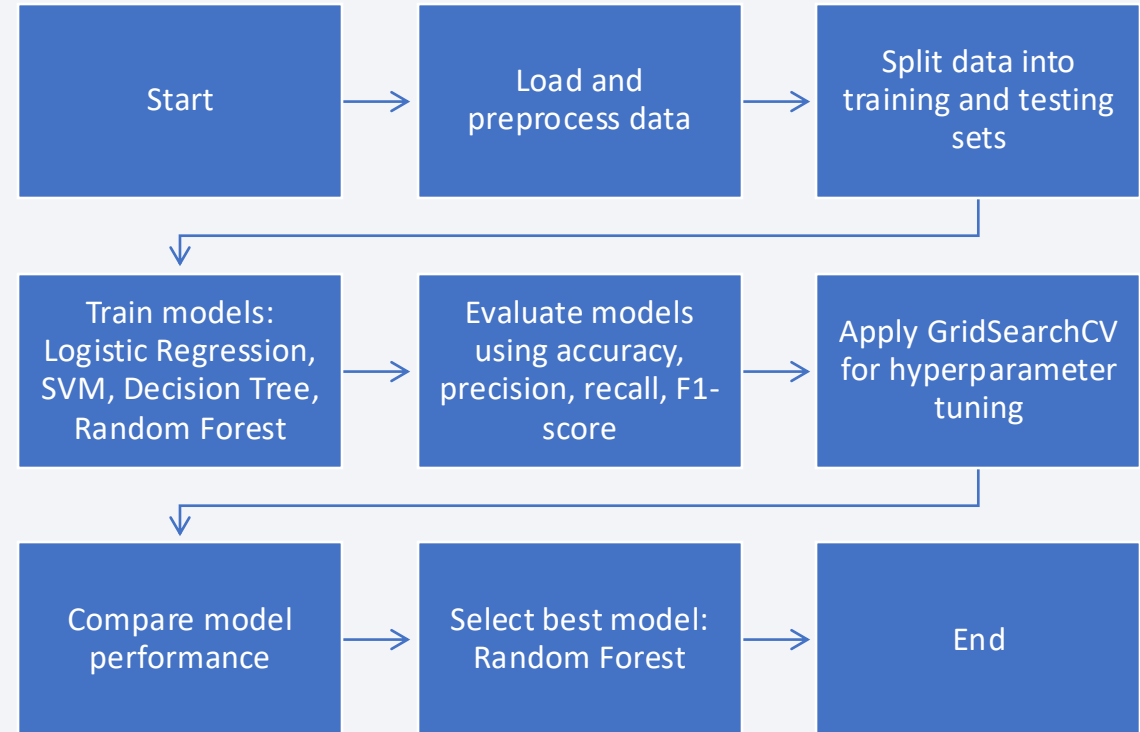 Start
Load and
preprocess data
Split data into
training and testing
sets
Train models:
Logistic Regression,
SVM, Decision Tree,
Random Forest
Evaluate models
using accuracy,
precision, recall, F1-
score
Apply GridSearchCV
for hyperparameter
tuning
Compare model
performance
Select best model:
Random Forest
End